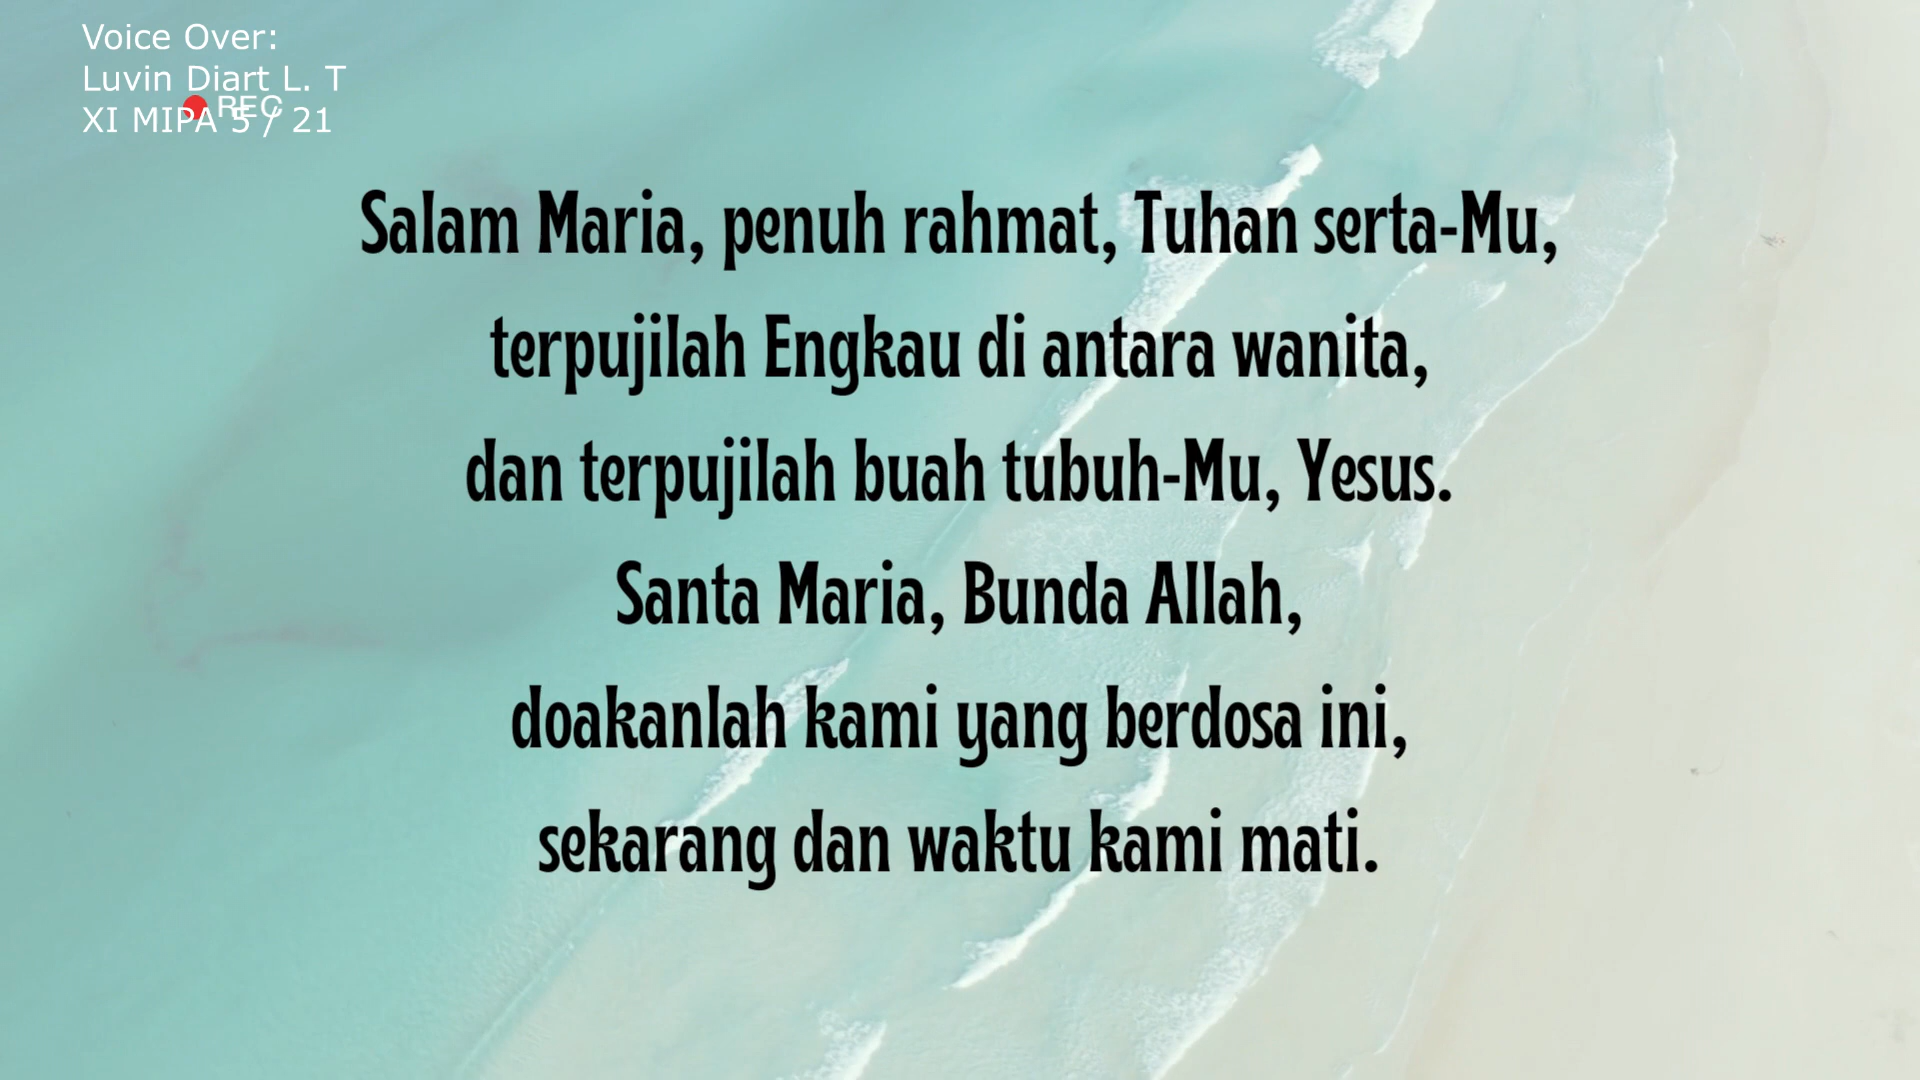 Voice Over:
Luvin Diart L. T
REC
XI MIPA 5 / 21
Salam Maria, penuh rahmat, Tuhan serta-Mu,
terpujilah Engkau di antara wanita,
dan terpujilah buah tubuh-Mu, Yesus.
Santa Maria, Bunda Allah,
doakanlah kami yang berdosa ini,
sekarang dan waktu kami mati.